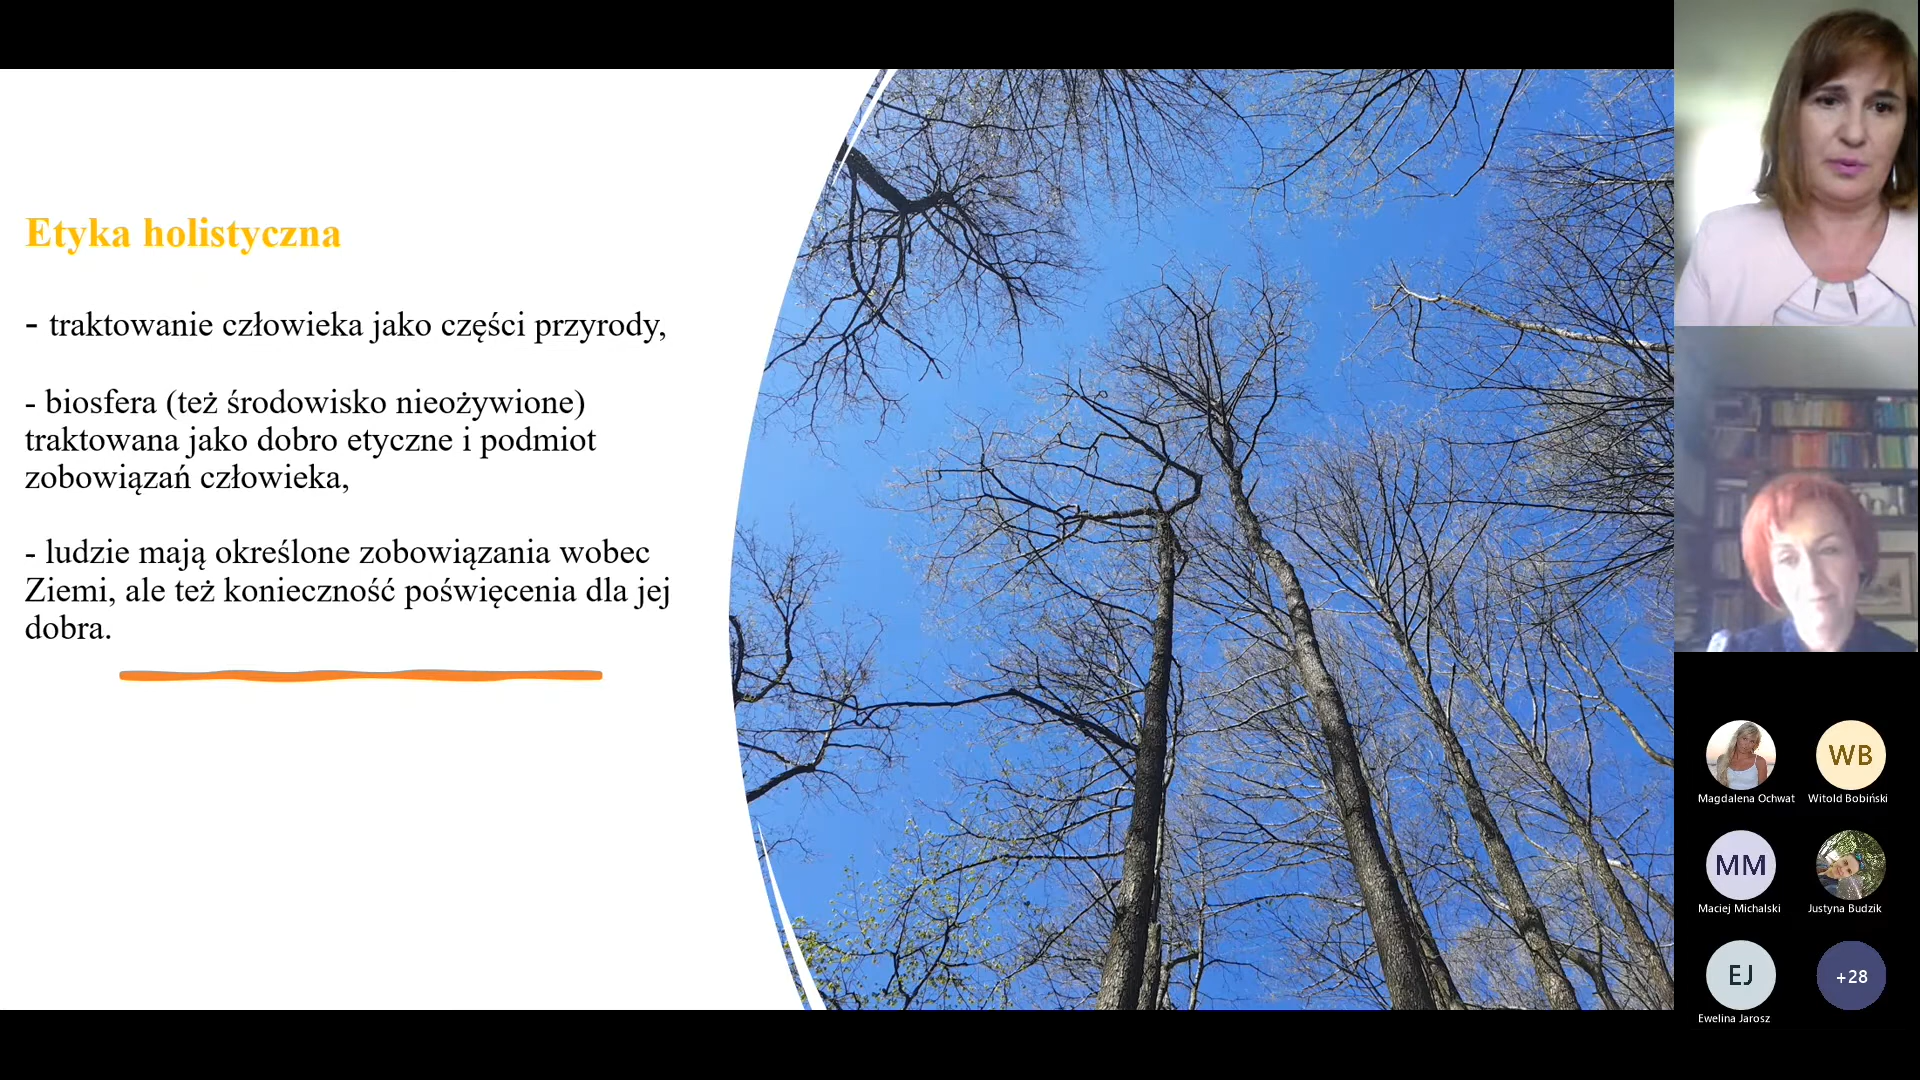 Etyka holistyczna
- traktowanie człowieka jako części przyrody,
- biosfera (też środowisko nieożywione)
traktowana jako dobro etyczne i podmiot
zobowiązań człowieka,
- ludzie mają określone zobowiązania wobec
Ziemi, ale też konieczność poświęcenia dla jej
dobra.
WB
Magdalena Ochwat
Witold Bobiński
MM
Maciej Michalski
Justyna Budzik
EJ
+28
Ewelina Jarosz